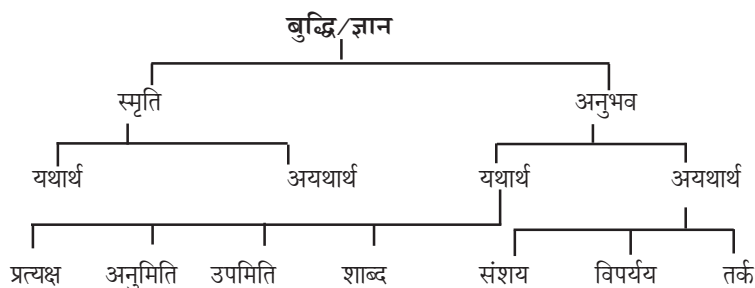 बुद्धि/ज्ञान
स्मृति अनुभव
यथार्थ अयथार्थ यथार्थ अयथार्थ
प्रत्यक्ष अनुमिति उपमिति शाब्द संशय विपर्यय तर्क